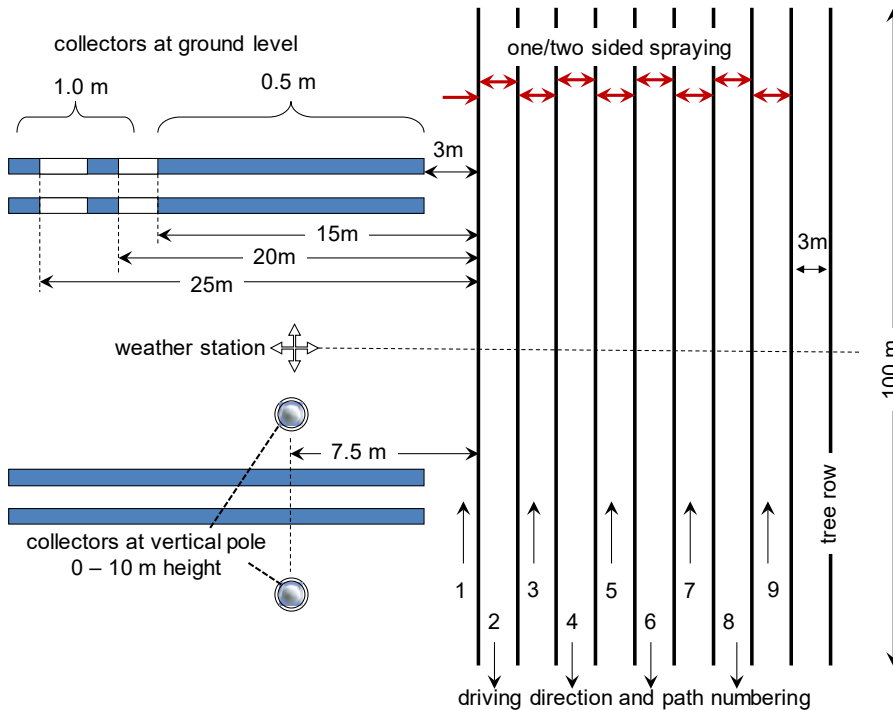 collectors at ground level
one/two sided spraying
1.0 m
0.5 m
3m
15m
20m
25m
3m
weather station
100 m
7.5 m
tree row
collectors at vertical pole
0 – 10 m height
1
3
5
7
9
2
4
6
8
driving direction and path numbering